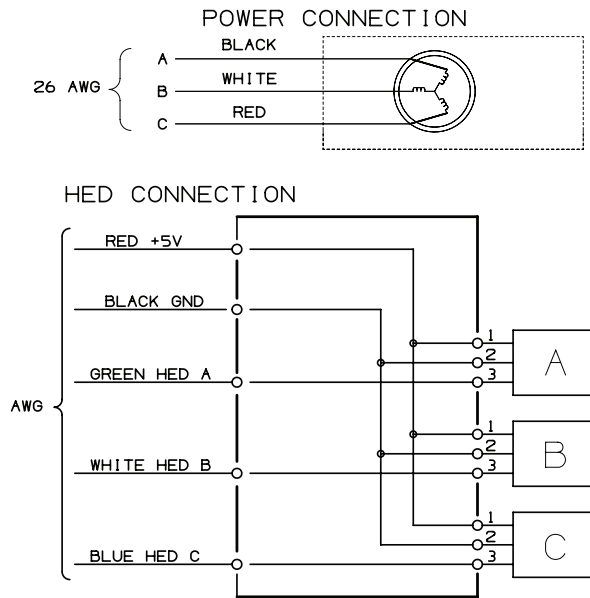 POWER CONNECTION
BLACK
A
WHITE
26 AWG
B
RED
C
HED CONNECTION
RED +5V
BLACK GND
1
2
A
GREEN HED A
3
AWG
1
2
B
WHITE HED B
3
1
2
C
BLUE HED C
3